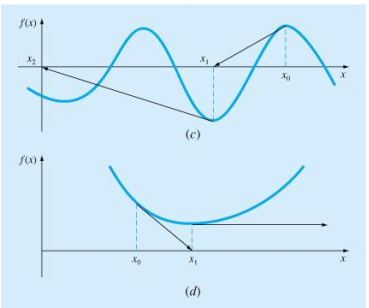 f(x)
x₂ x₁
x₀ x
(c)
f(x)
x₀ x₁ x
(d)